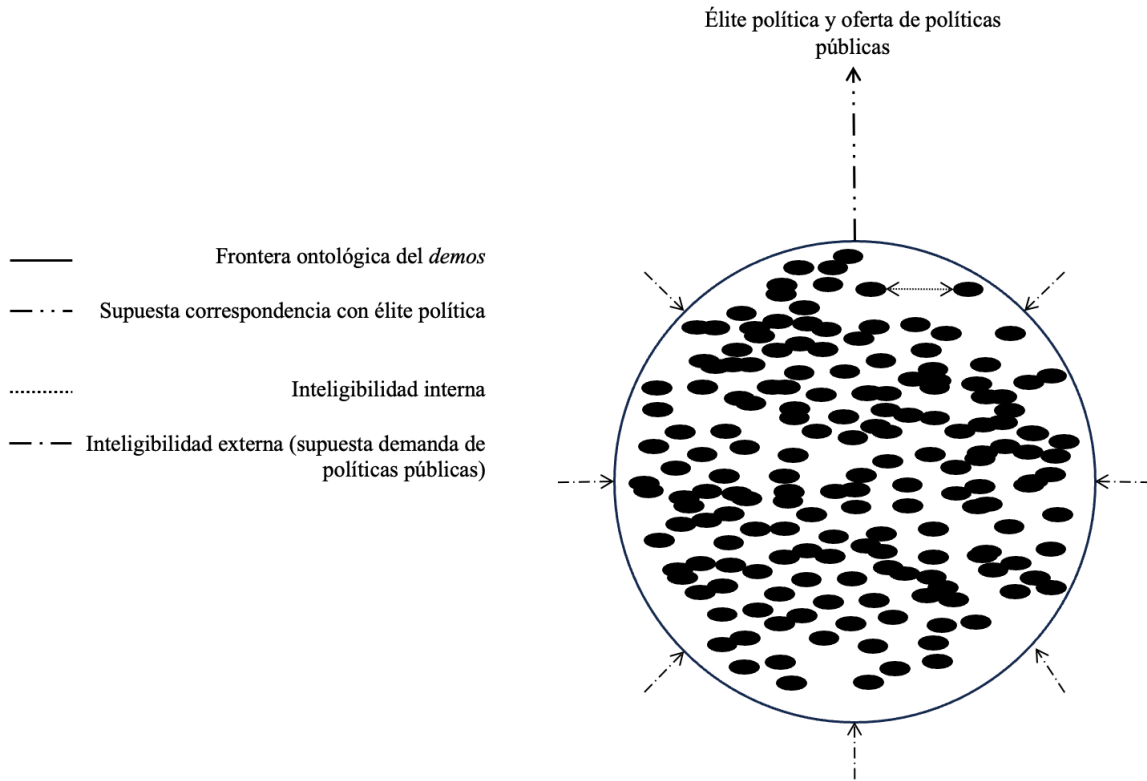 Élite política y oferta de políticas
públicas
Frontera ontológica del demos
Supuesta correspondencia con élite política
Inteligibilidad interna
Inteligibilidad externa (supuesta demanda de
políticas públicas)